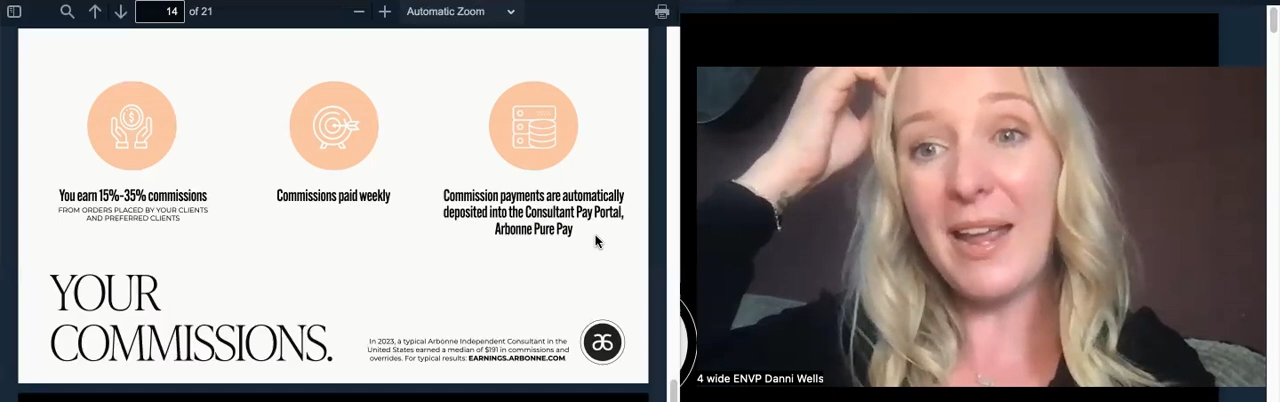 14 of 21
Automatic Zoom
You earn 15%-35% commissions
FROM ORDERS PLACED BY YOUR CLIENTS
AND PREFERRED CLIENTS
Commissions paid weekly
Commission payments are automatically
deposited into the Consultant Pay Portal,
Arbonne Pure Pay
YOUR
COMMISSIONS.
In 2023, a typical Arbonne Independent Consultant in the
United States earned a median of $191 in commissions and
overrides. For typical results: EARNINGS.ARBONNE.COM
4 wide ENVP Danni Wells